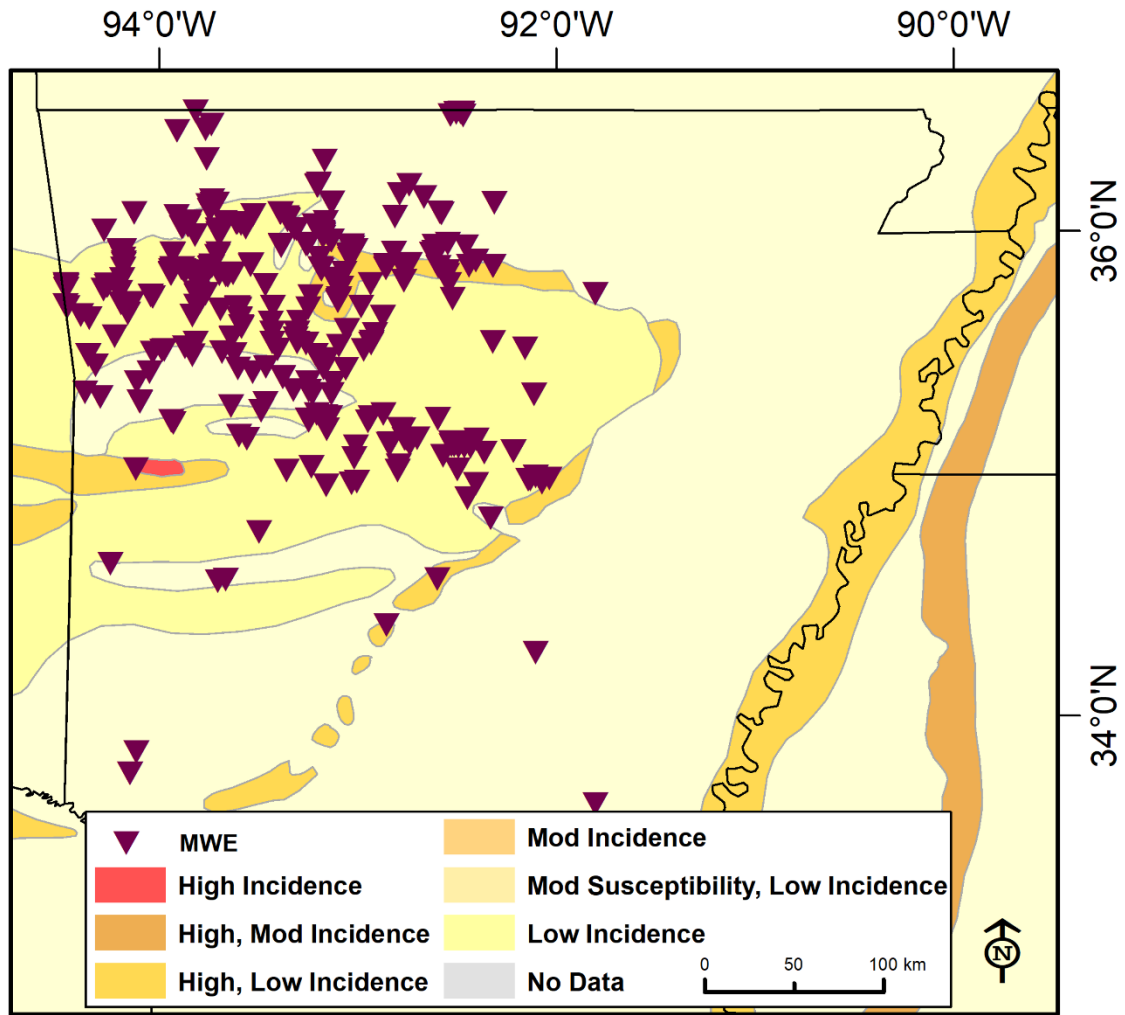 94°0'W 92°0'W 90°0'W
36°0'N
34°0'N
MWE
High Incidence
High, Mod Incidence
High, Low Incidence
Mod Incidence
Mod Susceptibility, Low Incidence
Low Incidence
No Data
0 50 100 km
N